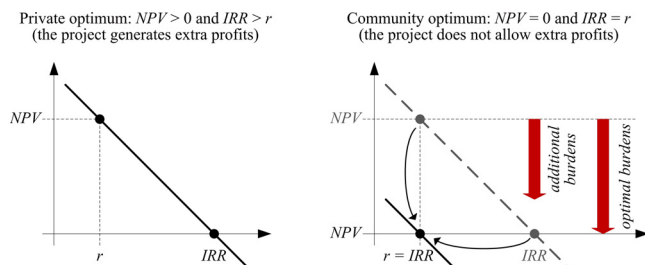 Private optimum: NPV > 0 and IRR > r
(the project generates extra profits)
NPV
r
IRR
Community optimum: NPV = 0 and IRR = r
(the project does not allow extra profits)
NPV
additional
burdens
optimal burdens
NPV
r = IRR
IRR